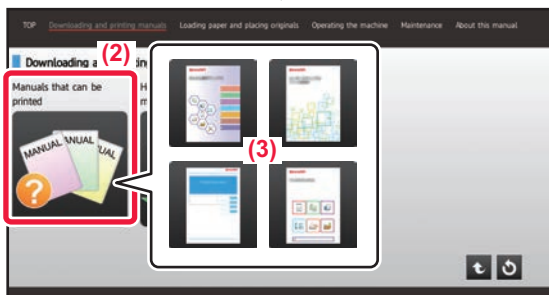 TOP Downloading and printing manuals Loading paper and placing originals Operating the machine Maintenance About this manual
Downloading a
(2)
Manuals that can be
printed
MANUAL MANUAL
(3)